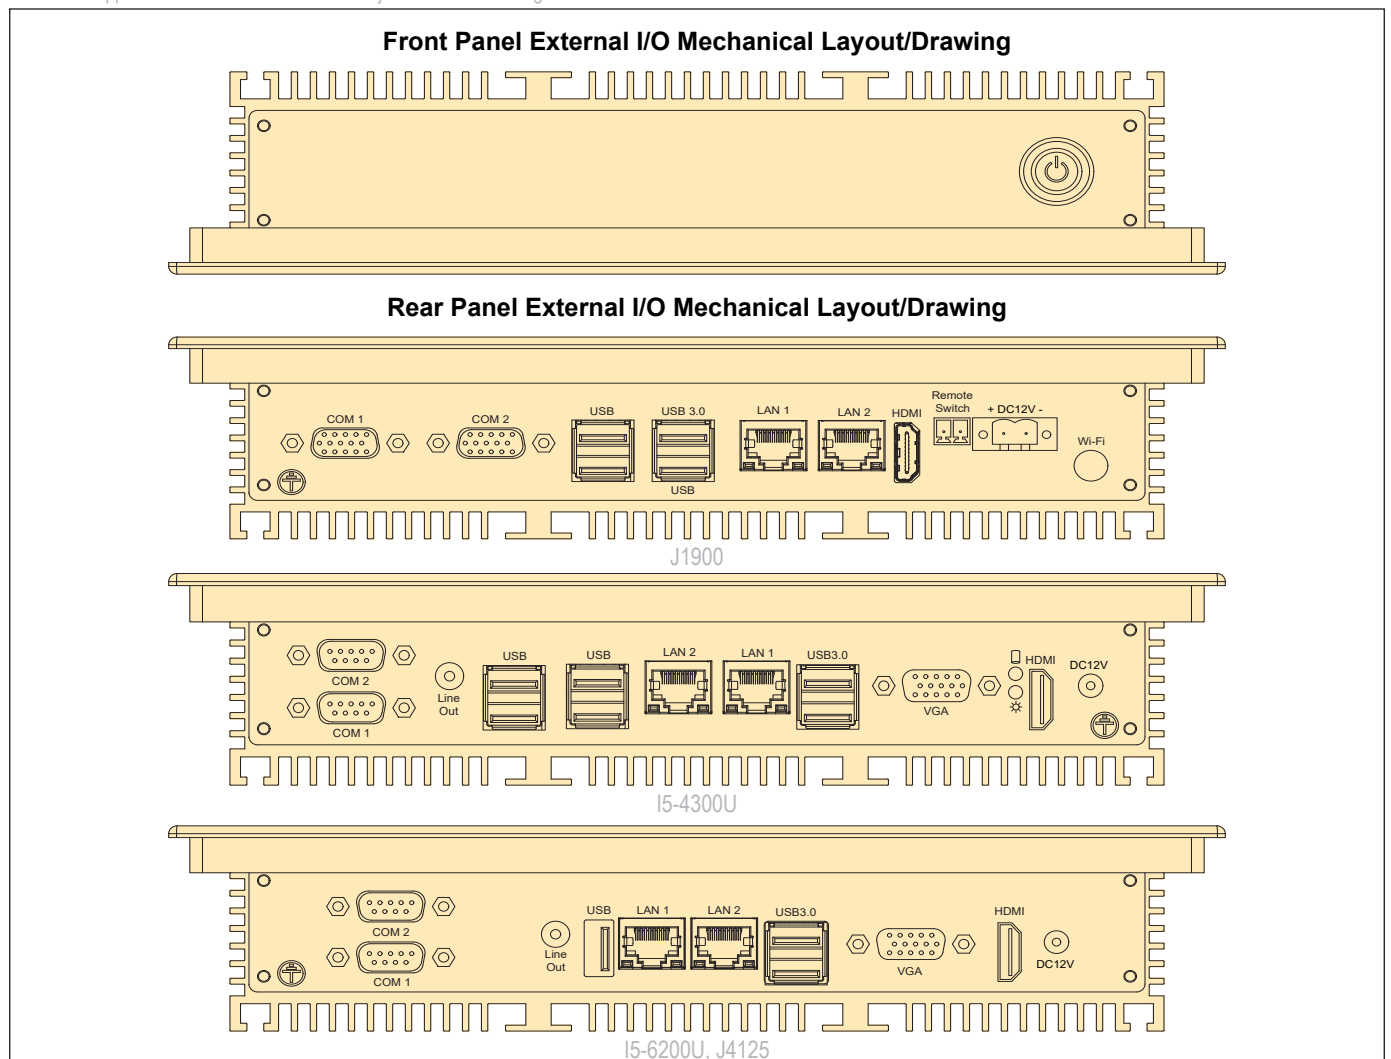 Front Panel External I/O Mechanical Layout/Drawing
Rear Panel External I/O Mechanical Layout/Drawing
COM 1
COM 2
USB
USB 3.0
USB
LAN 1
LAN 2
HDMI
Remote
Switch
+ DC12V -
Wi-Fi
J1900
COM 2
COM 1
Line
Out
USB
USB
LAN 2
LAN 1
USB3.0
VGA
HDMI
DC12V
I5-4300U
COM 2
COM 1
Line
Out
USB
LAN 1
LAN 2
USB3.0
VGA
HDMI
DC12V
I5-6200U, J4125